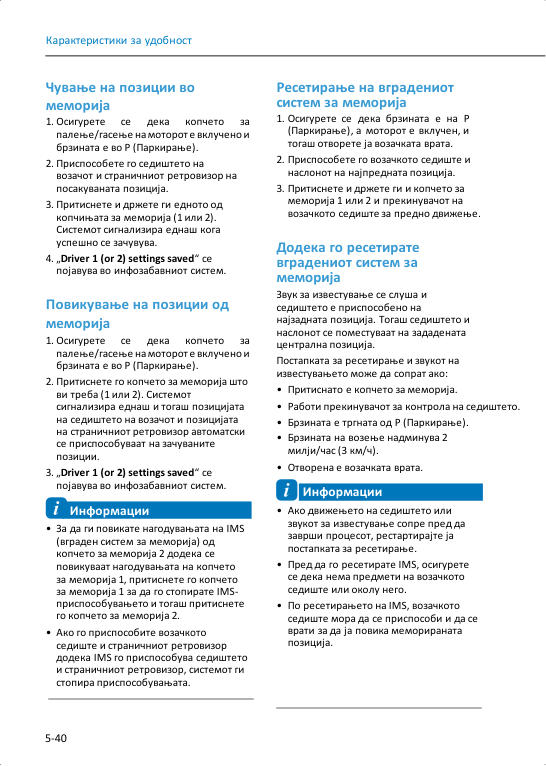 Карактеристики за удобност
Чување на позиции во
меморија
1. Осигурете се дека копчето за
палење/гасење на моторот е вклучено и
брзината е во P (Паркирање).
2. Приспособете го седиштето на
возачот и страничниот ретровизор на
посакуваната позиција.
3. Притиснете и држете ги едното од
копчињата за меморија (1 или 2).
Системот сигнализира еднаш кога
успешно се зачувува.
4. „Driver 1 (or 2) settings saved“ се
појавува во инфозабавниот систем.
Повикување на позиции од
меморија
1. Осигурете се дека копчето за
палење/гасење на моторот е вклучено и
брзината е во P (Паркирање).
2. Притиснете го копчето за меморија што
ви треба (1 или 2). Системот
сигнализира еднаш и тогаш позицијата
на седиштето на возачот и позицијата
на страничниот ретровизор автоматски
се приспособуваат на зачуваните
позиции.
3. „Driver 1 (or 2) settings saved“ се
појавува во инфозабавниот систем.
i Информации
• За да ги повикате нагодувањата на IMS
(вграден систем за меморија) од
копчето за меморија 2 додека се
повикуваат нагодувањата на копчето
за меморија 1, притиснете го копчето
за меморија 1 за да го стопирате IMS-
приспособувањето и тогаш притиснете
го копчето за меморија 2.
• Ако го приспособите возачкото
седиште и страничниот ретровизор
додека IMS го приспособува седиштето
и страничниот ретровизор, системот ги
стопира приспособувањата.
Ресетирање на вградениот
систем за меморија
1. Осигурете се дека брзината е на P
(Паркирање), а моторот е вклучен, и
тогаш отворете ја возачката врата.
2. Приспособете го возачкото седиште и
наслонот на најпредната позиција.
3. Притиснете и држете ги и копчето за
меморија 1 или 2 и прекинувачот на
возачкото седиште за предно движење.
Додека го ресетирате
вградениот систем за
меморија
Звук за известување се слуша и
седиштето е приспособено на
најзадната позиција. Тогаш седиштето и
наслонот се поместуваат на зададената
централна позиција.
Постапката за ресетирање и звукот на
известувањето може да сопрат ако:
• Притиснато е копчето за меморија.
• Работи прекинувачот за контрола на седиштето.
• Брзината е тргната од P (Паркирање).
• Брзината на возење надминува 2
милји/час (3 км/ч).
• Отворена е возачката врата.
i Информации
• Ако движењето на седиштето или
звукот за известување сопре пред да
заврши процесот, рестартирајте ја
постапката за ресетирање.
• Пред да го ресетирате IMS, осигурете
се дека нема предмети на возачкото
седиште или околу него.
• По ресетирањето на IMS, возачкото
седиште мора да се приспособи и да се
врати за да ја повика меморираната
позиција.
5-40